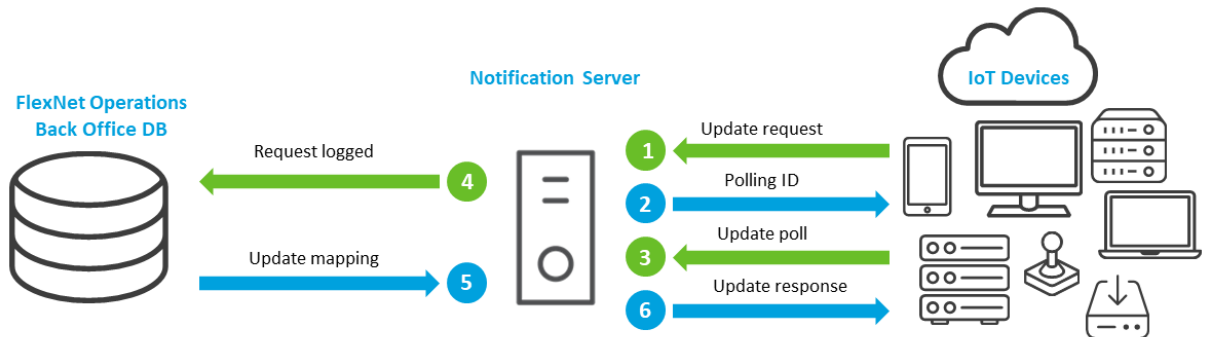 FlexNet Operations
Back Office DB
Request logged
4
Update mapping
5
Notification Server
IoT Devices
1
Update request
2
Polling ID
3
Update poll
6
Update response